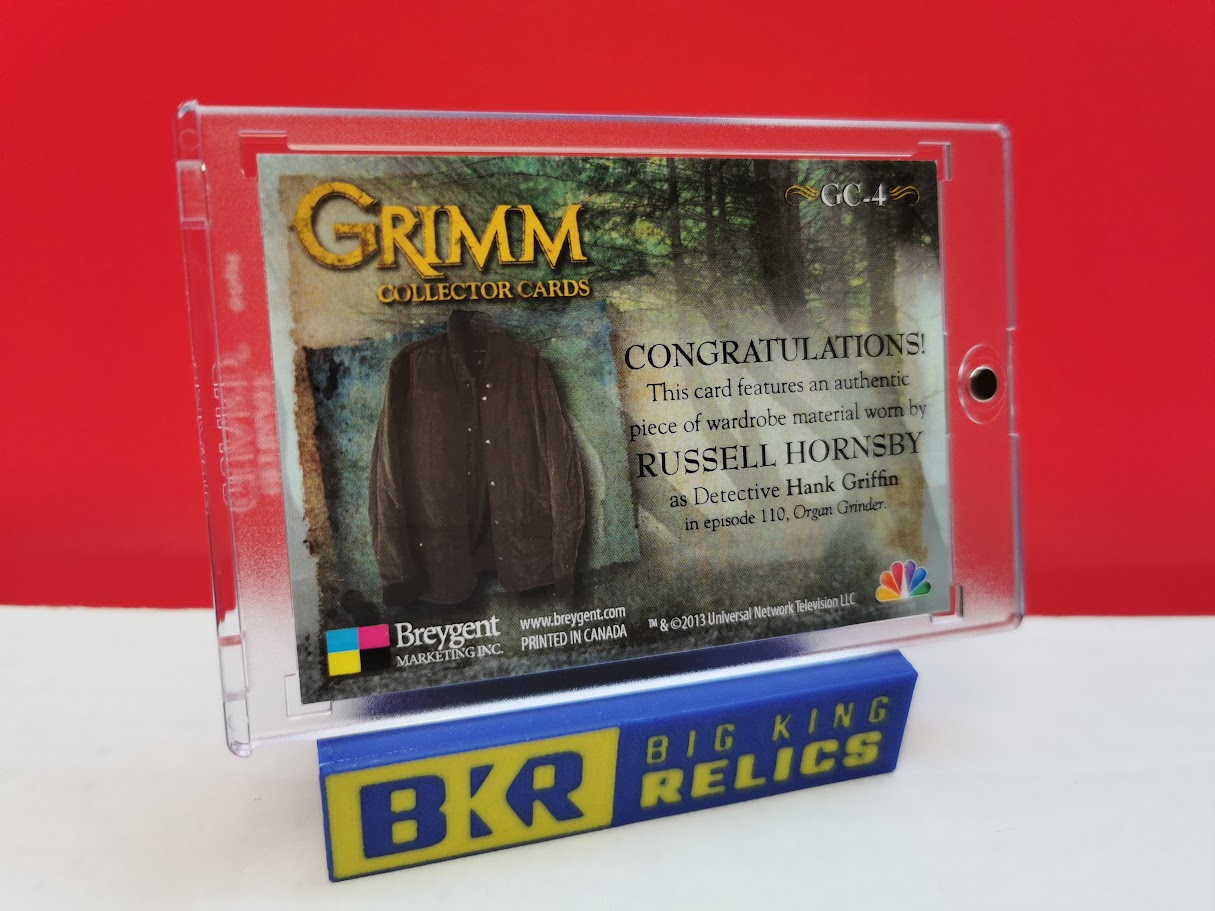 GRIMM
COLLECTOR CARDS
GC-4
CONGRATULATIONS!
This card features an authentic
piece of wardrobe material worn by
RUSSELL HORNSBY
as Detective Hank Griffin
in episode 110, Organ Grinder.
Breygent
MARKETING INC.
www.breygent.com
PRINTED IN CANADA
™ & ©2013 Universal Network Television LLC
BKR
BIG KING
RELICS